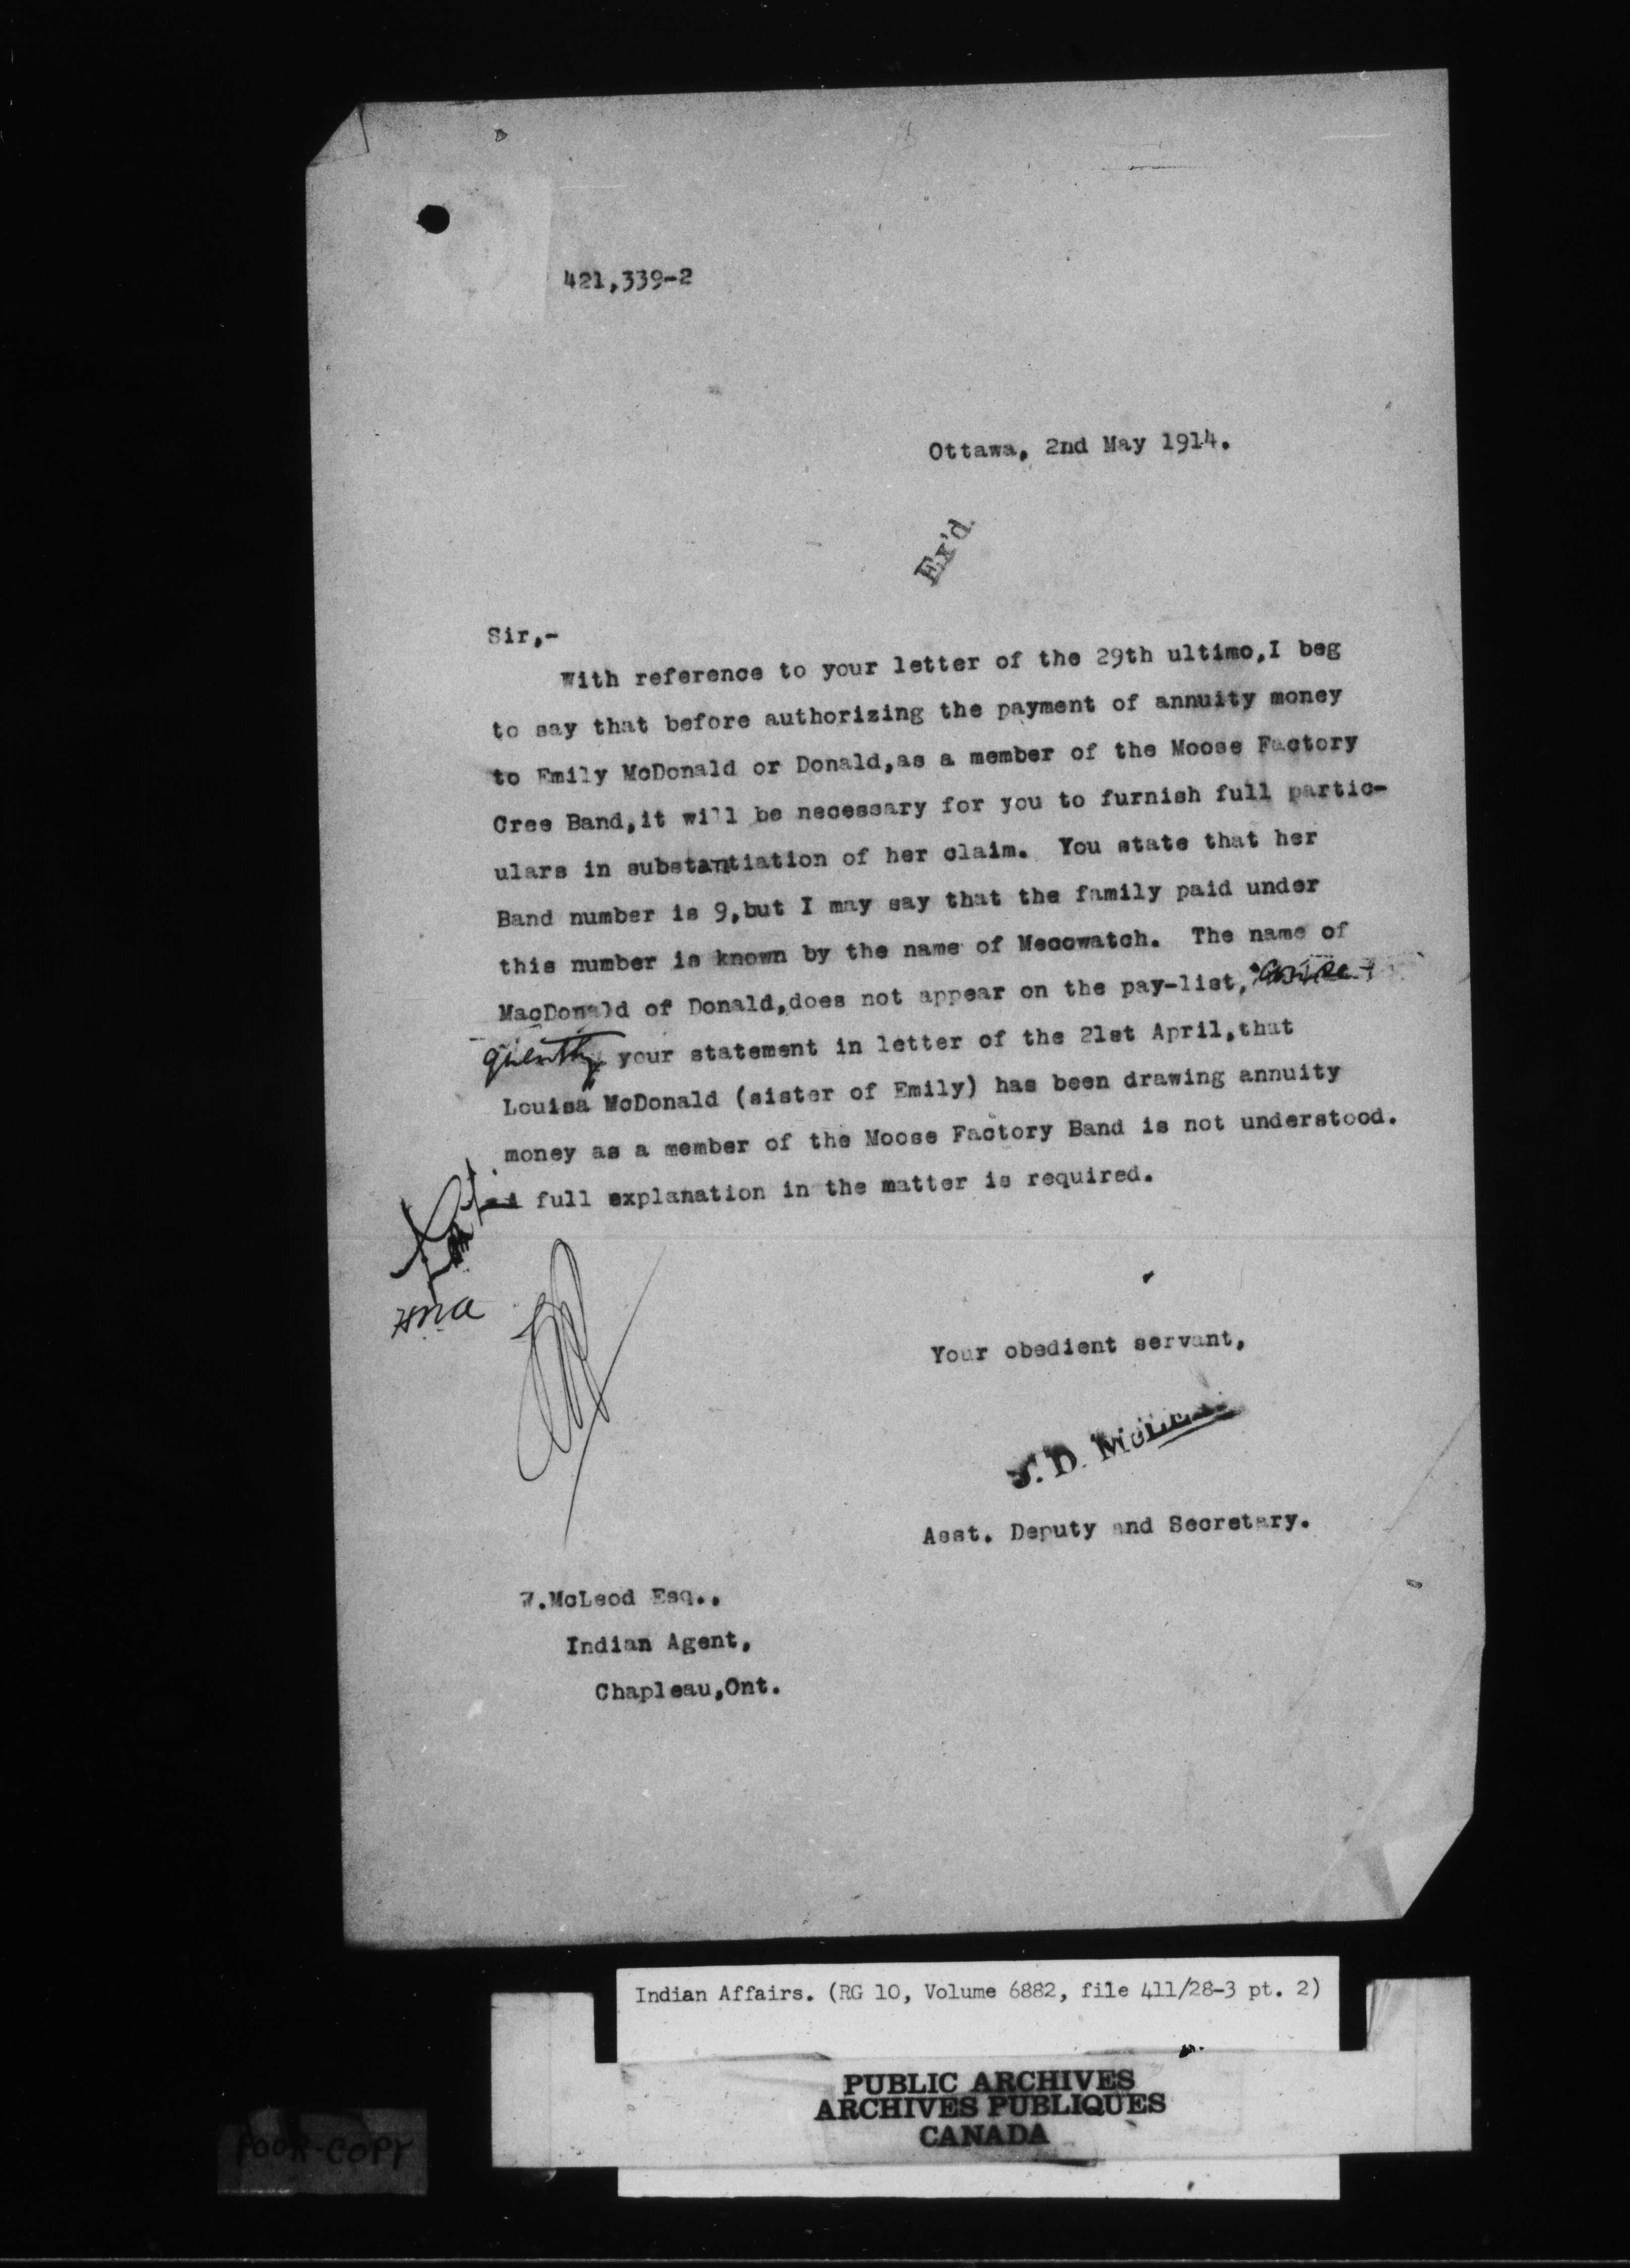 421,339-2
Ottawa, 2nd May 1914.
Ex'd.
Sir,-
With reference to your letter of the 29th ultimo,I beg
to say that before authorizing the payment of annuity money
to Emily McDonald or Donald,as a member of the Moose Factory
Cree Band,it will be necessary for you to furnish full partic-
ulars in substantiation of her claim. You state that her
Band number is 9,but I may say that the family paid under
this number is known by the name of Mecowatch. The name of
MacDonald of Donald,does not appear on the pay-list, conse-
quently your statement in letter of the 21st April,that
Louisa McDonald (sister of Emily) has been drawing annuity
money as a member of the Moose Factory Band is not understood.
A full explanation in the matter is required.
Your obedient servant,
J. D. McLEAN
Asst. Deputy and Secretary.
W.McLeod Esq.,
Indian Agent,
Chapleau,Ont.
Indian Affairs. (RG 10, Volume 6882, file 411/28-3 pt. 2)
PUBLIC ARCHIVES
ARCHIVES PUBLIQUES
CANADA
POOR COPY